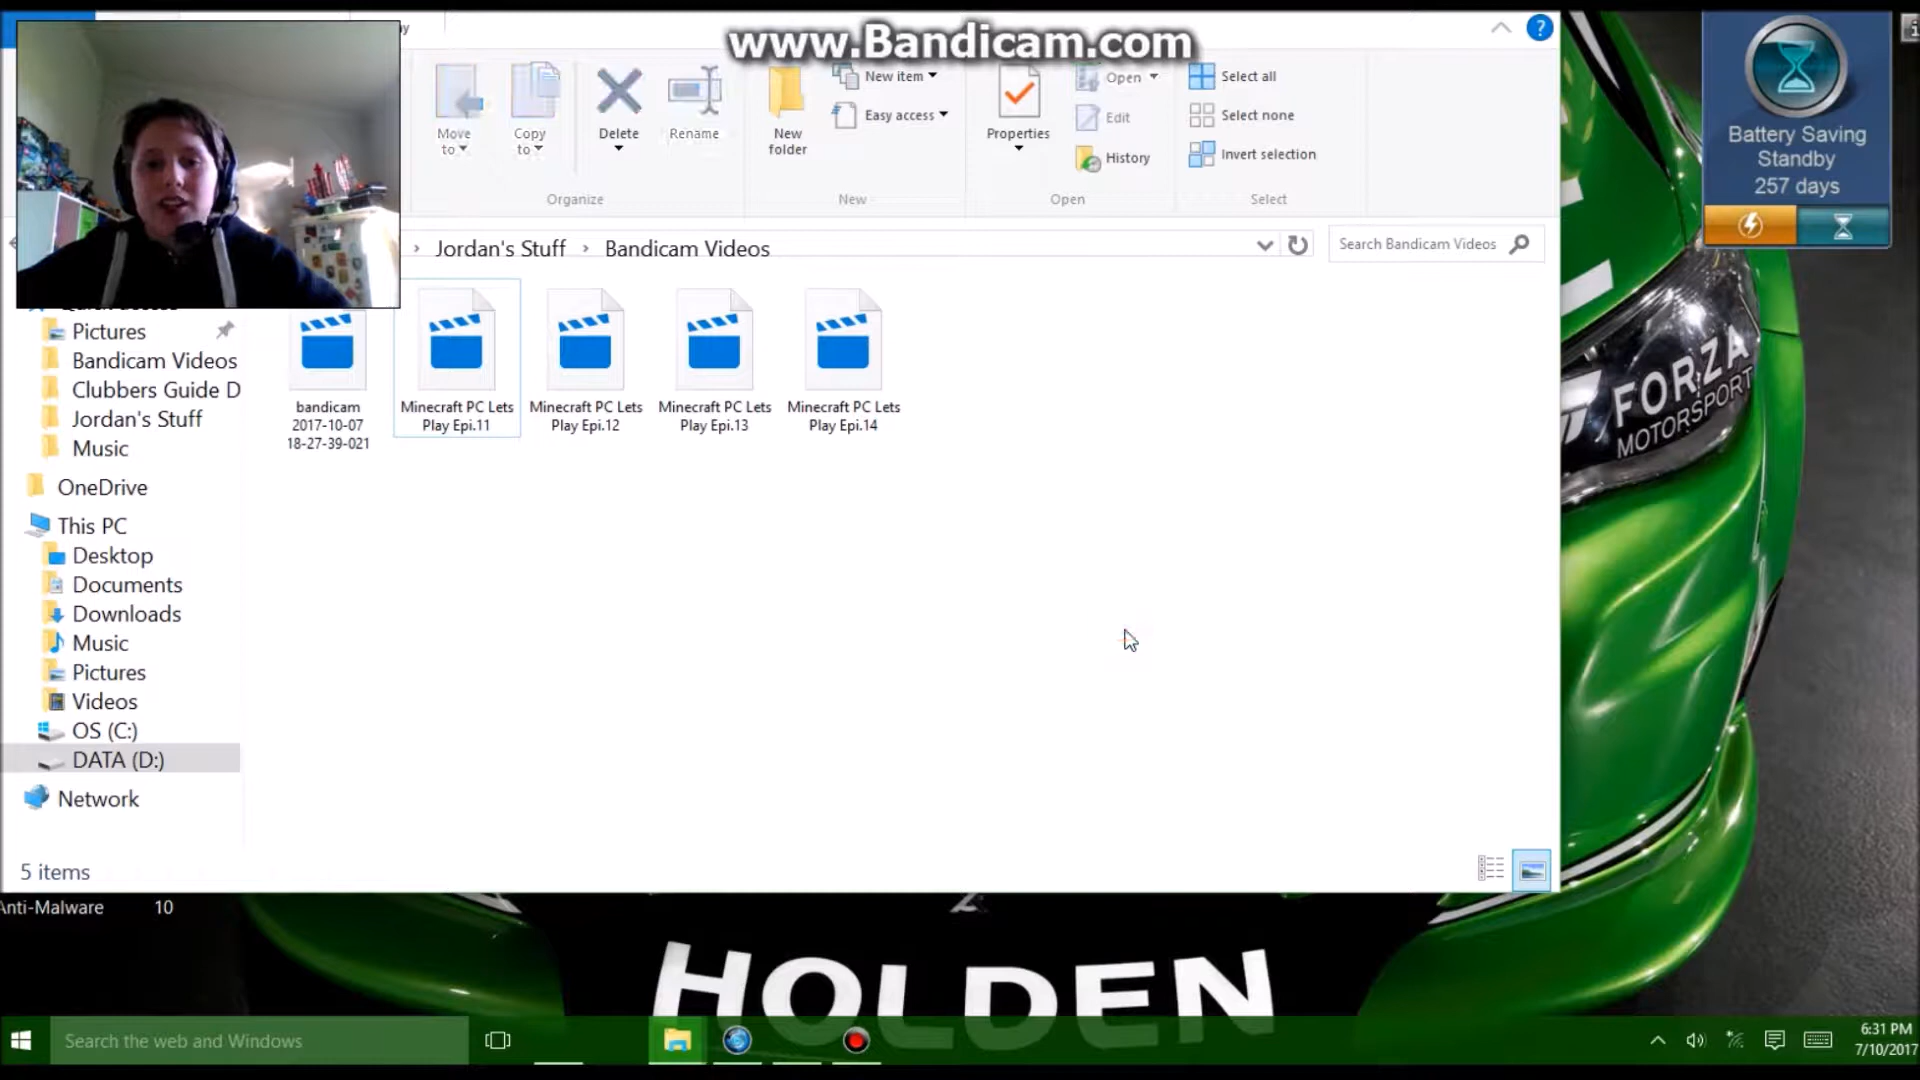 www.Bandicam.com
Move to
Copy to
Delete
Rename
New folder
New item
Easy access
Properties
Open
Edit
History
Select all
Select none
Invert selection
Organize
New
Open
Select
Battery Saving
Standby
257 days
Jordan's Stuff
Bandicam Videos
Search Bandicam Videos
bandicam
2017-10-07
18-27-39-021
Minecraft PC Lets
Play Epi.11
Minecraft PC Lets
Play Epi.12
Minecraft PC Lets
Play Epi.13
Minecraft PC Lets
Play Epi.14
Pictures
Bandicam Videos
Clubbers Guide D
Jordan's Stuff
Music
OneDrive
This PC
Desktop
Documents
Downloads
Music
Pictures
Videos
OS (C:)
DATA (D:)
Network
5 items
Anti-Malware
10
FORZA
MOTORSPORT
HOLDEN
Search the web and Windows
6:31 PM
7/10/2017